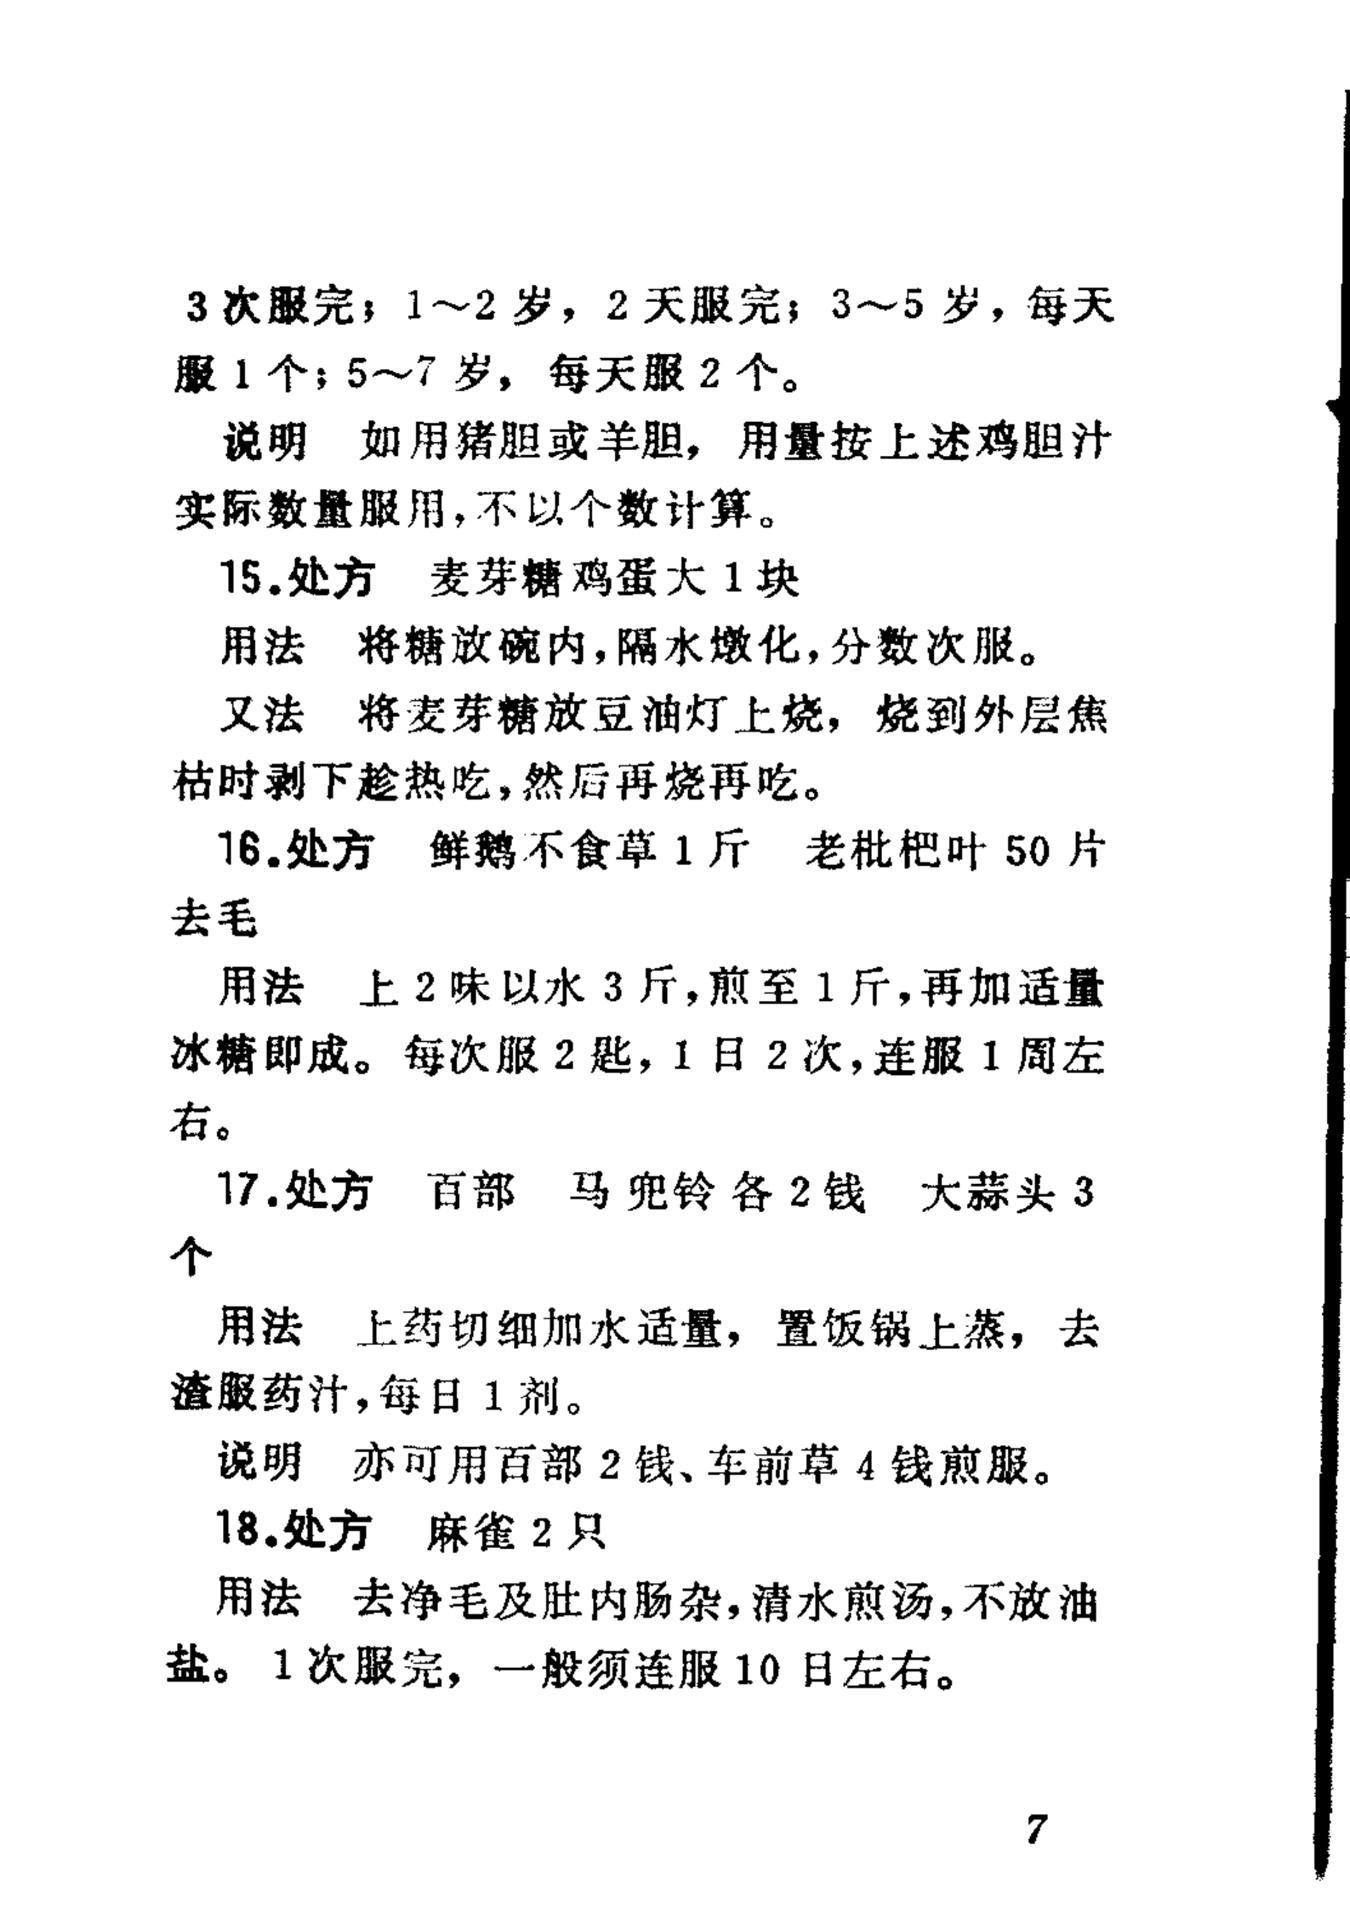 3次服完；1～2岁，2天服完；3～5岁，每天
服1个；5～7岁，每天服2个。
说明　如用猪胆或羊胆，用量按上述鸡胆汁
实际数量服用，不以个数计算。
15.处方　麦芽糖鸡蛋大1块
用法　将糖放碗内，隔水燉化，分数次服。
又法　将麦芽糖放豆油灯上烧，烧到外层焦
枯时剥下趁热吃，然后再烧再吃。
16.处方　鲜鹅不食草1斤　老枇杷叶50片
去毛
用法　上2味以水3斤，煎至1斤，再加适量
冰糖即成。每次服2匙，1日2次，连服1周左
右。
17.处方　百部　马兜铃各2钱　大蒜头3
个
用法　上药切细加水适量，置饭锅上蒸，去
渣服药汁，每日1剂。
说明　亦可用百部2钱、车前草4钱煎服。
18.处方　麻雀2只
用法　去净毛及肚内肠杂，清水煎汤，不放油
盐。1次服完，一般须连服10日左右。
7